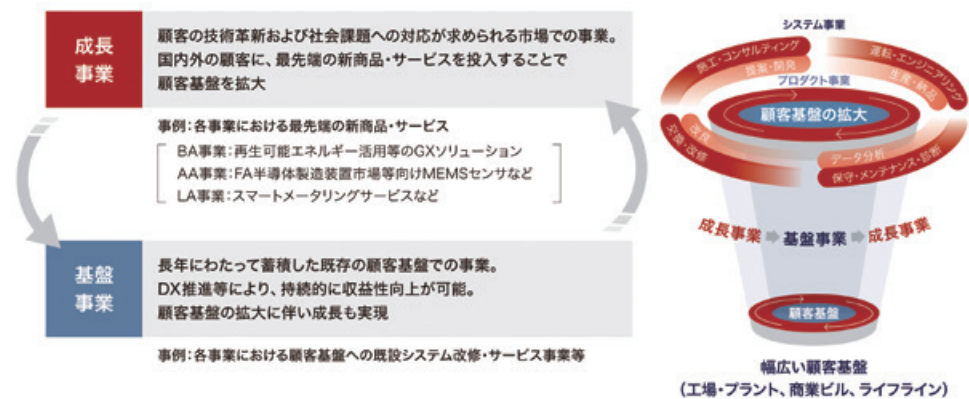 成長
事業
顧客の技術革新および社会課題への対応が求められる市場での事業。
国内外の顧客に、最先端の新商品・サービスを投入することで
顧客基盤を拡大
事例：各事業における最先端の新商品・サービス
BA事業：再生可能エネルギー活用等のGXソリューション
AA事業：FA半導体製造装置市場等向けMEMSセンサなど
LA事業：スマートメータリングサービスなど
基盤
事業
長年にわたって蓄積した既存の顧客基盤での事業。
DX推進等により、持続的に収益性向上が可能。
顧客基盤の拡大に伴い成長も実現
事例：各事業における顧客基盤への既設システム改修・サービス事業等
システム事業
施工・コンサルティング
運転・エンジニアリング
提案・開発
生産・納品
プロダクト事業
顧客基盤の拡大
改良
交換・改修
データ分析
保守・メンテナンス・診断
成長事業
基盤事業
成長事業
顧客基盤
幅広い顧客基盤
（工場・プラント、商業ビル、ライフライン）